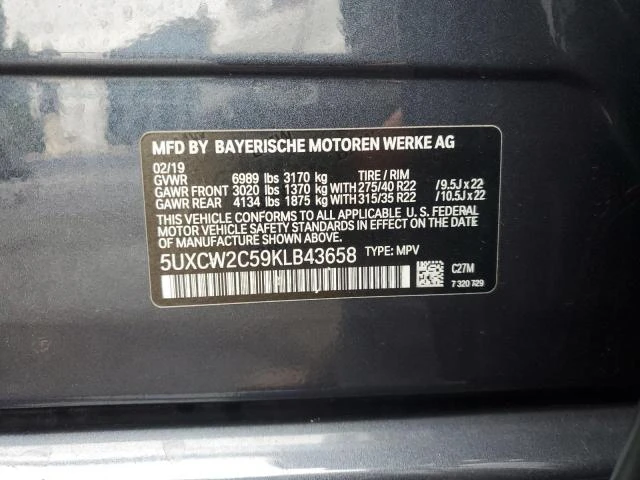 MFD BY BAYERISCHE MOTOREN WERKE AG
02/19
GVWR 6989 lbs 3170 kg TIRE / RIM
GAWR FRONT 3020 lbs 1370 kg WITH 275/40 R22 / 9.5J x 22
GAWR REAR 4134 lbs 1875 kg WITH 315/35 R22 / 10.5J x 22
THIS VEHICLE CONFORMS TO ALL APPLICABLE U. S. FEDERAL
MOTOR VEHICLE SAFETY STANDARDS IN EFFECT ON
THE DATE OF MANUFACTURE SHOWN ABOVE.
5UXCW2C59KLB43658 TYPE: MPV
C27M
7 320 729